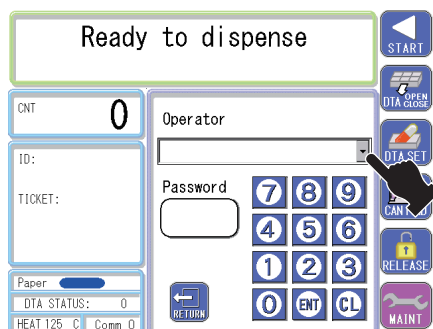 Ready to dispense
START
DTA OPEN CLOSE
CNT 0
Operator
DTA SET
ID:
Password
TICKET:
7 8 9
4 5 6
RELEASE
1 2 3
Paper
DTA STATUS: 0
RETURN
0 ENT CL
MAINT
HEAT 125 C Comm 0